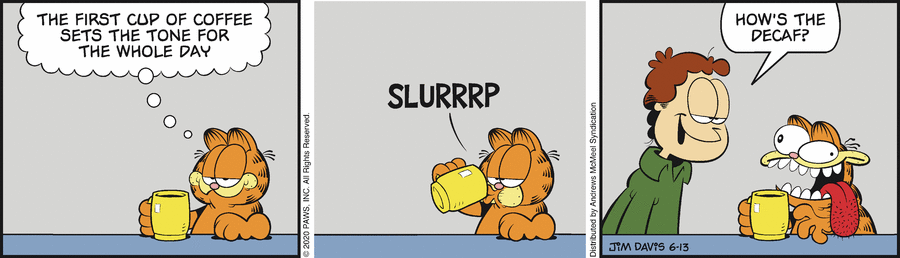 THE FIRST CUP OF COFFEE
SETS THE TONE FOR
THE WHOLE DAY
© 2020 PAWS, INC. All Rights Reserved.
SLURRRP
Distributed by Andrews McMeel Syndication
HOW'S THE
DECAF?
JIM DAVIS 6-13